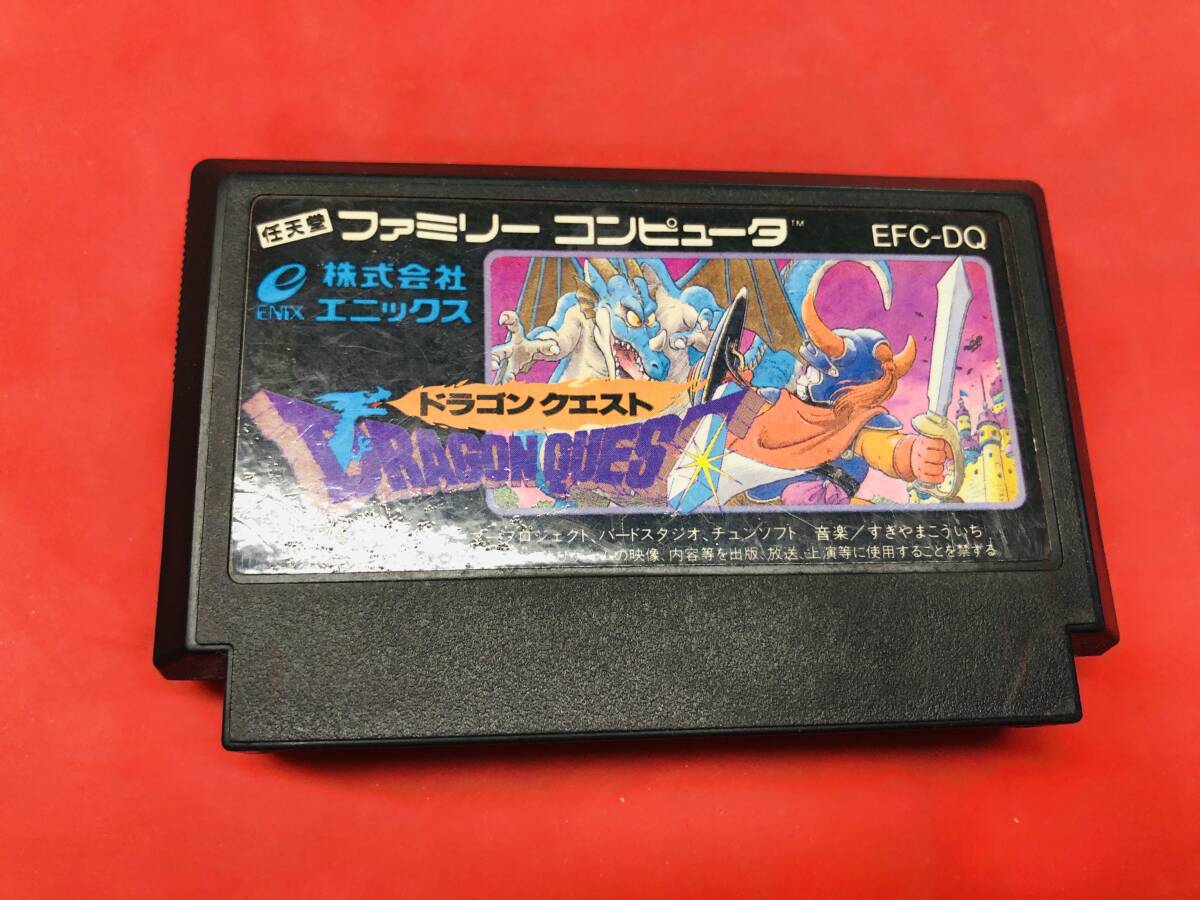 任天堂 ファミリー コンピュータ™ EFC-DQ
株式会社
ENIX エニックス
ドラゴン クエスト
DRAGON QUEST
プロジェクト、バードスタジオ、チュンソフト 音楽/すぎやまこういち
の映像、内容等を出版、放送、上演等に使用することを禁ずる